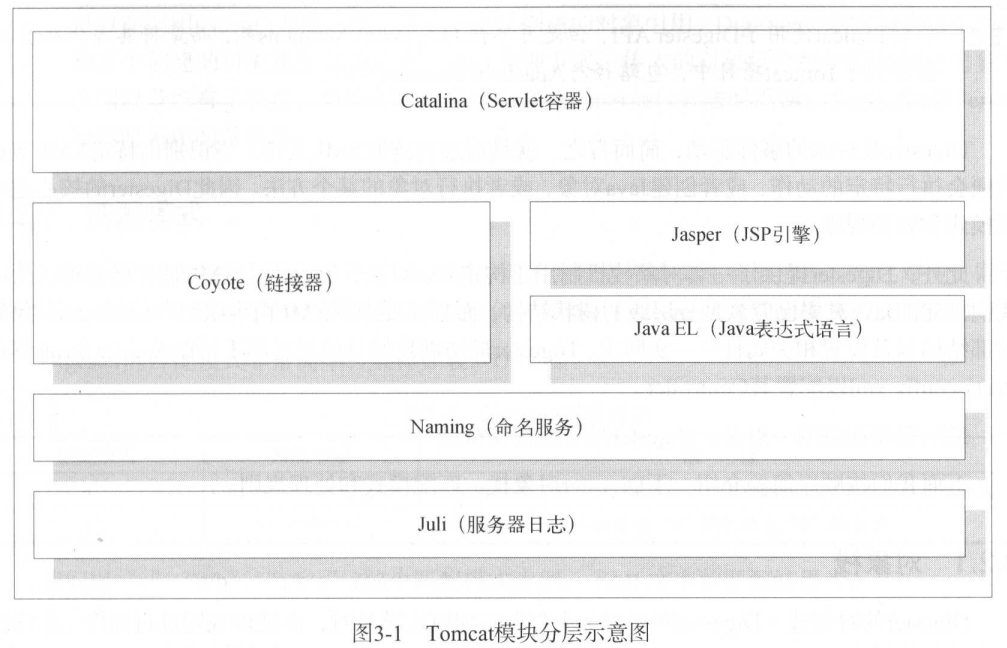 Catalina（Servlet容器）
Coyote（链接器）
Jasper（JSP引擎）
Java EL（Java表达式语言）
Naming（命名服务）
Juli（服务器日志）
图3-1 Tomcat模块分层示意图